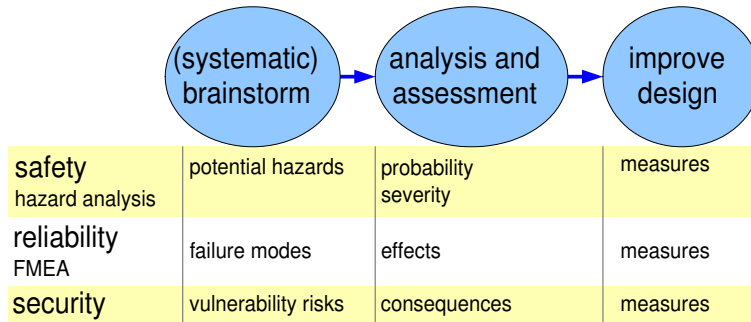 (systematic)
brainstorm
analysis and
assessment
improve
design
safety
hazard analysis
potential hazards
probability
severity
measures
reliability
FMEA
failure modes
effects
measures
security
vulnerability risks
consequences
measures